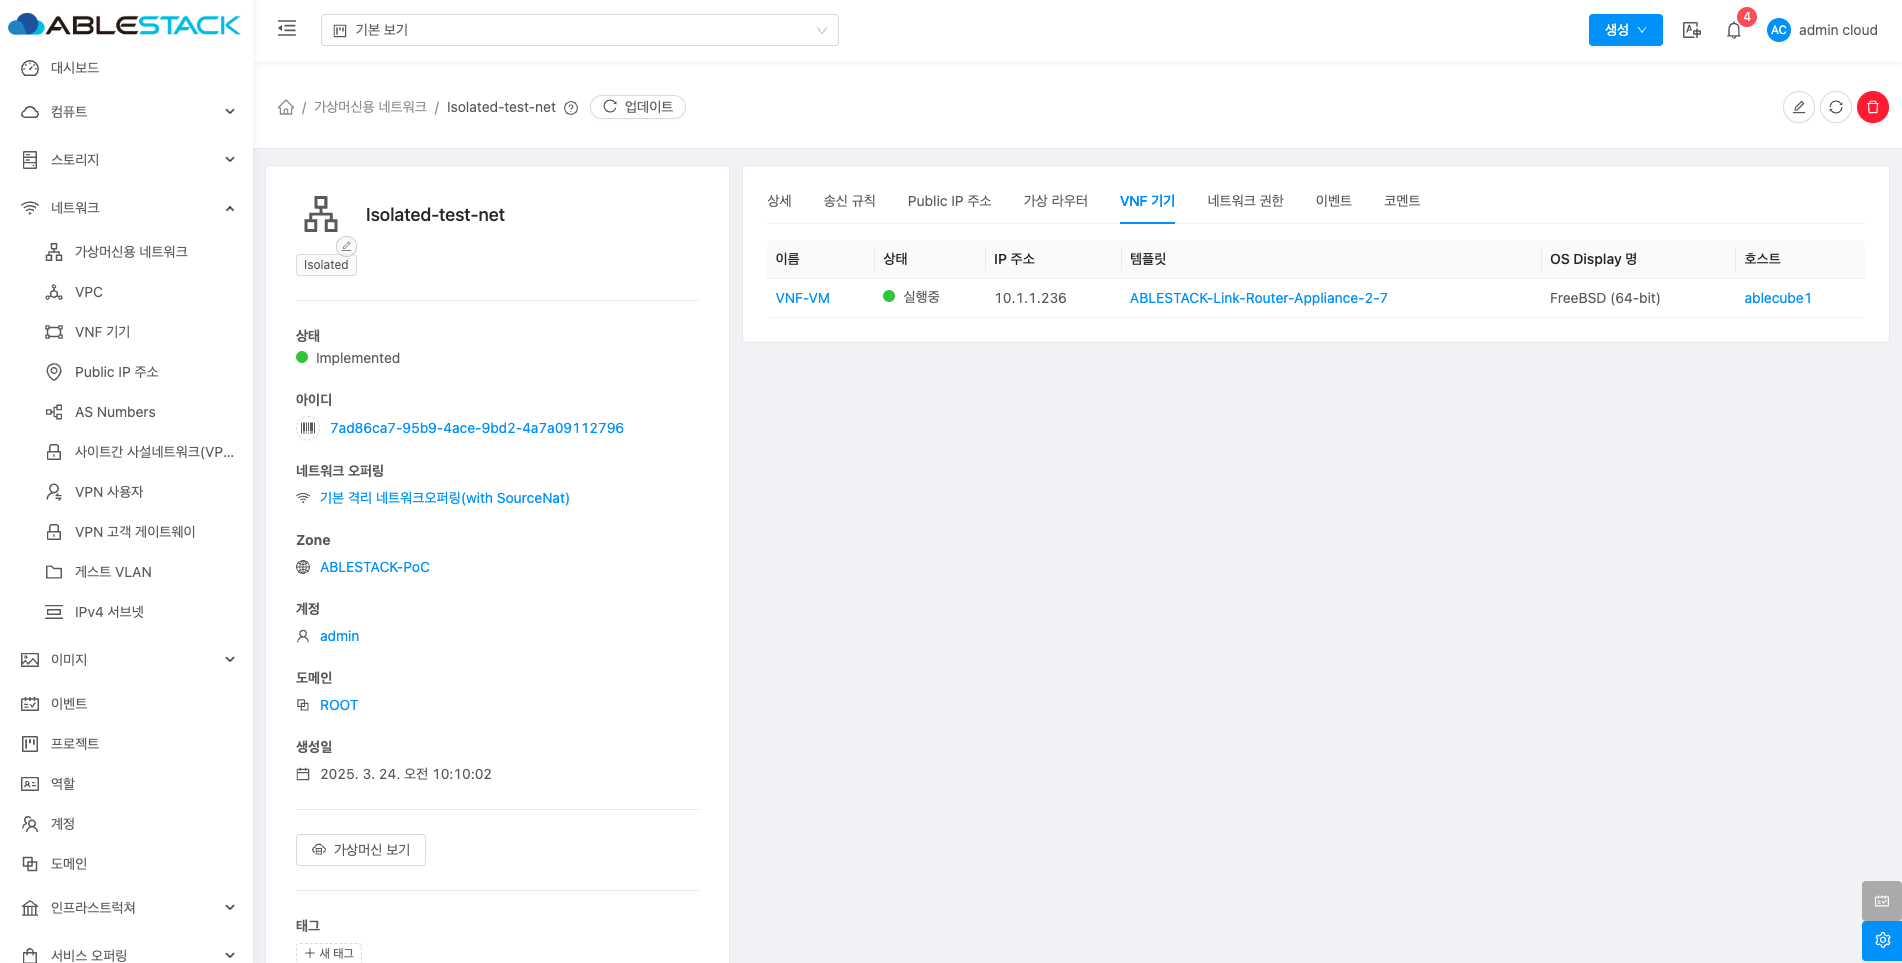 ABLESTACK
기본 보기
생성
4
AC
admin cloud
대시보드
컴퓨트
스토리지
네트워크
가상머신용 네트워크
VPC
VNF 기기
Public IP 주소
AS Numbers
사이트간 사설네트워크(VP...
VPN 사용자
VPN 고객 게이트웨이
게스트 VLAN
IPv4 서브넷
이미지
이벤트
프로젝트
역할
계정
도메인
인프라스트럭쳐
서비스 오퍼링
/ 가상머신용 네트워크 / Isolated-test-net
업데이트
Isolated-test-net
Isolated
상태
Implemented
아이디
7ad86ca7-95b9-4ace-9bd2-4a7a09112796
네트워크 오퍼링
기본 격리 네트워크오퍼링(with SourceNat)
Zone
ABLESTACK-PoC
계정
admin
도메인
ROOT
생성일
2025. 3. 24. 오전 10:10:02
가상머신 보기
태그
+ 새 태그
상세 송신 규칙 Public IP 주소 가상 라우터 VNF 기기 네트워크 권한 이벤트 코멘트
이름 상태 IP 주소 템플릿 OS Display 명 호스트
VNF-VM 실행중 10.1.1.236 ABLESTACK-Link-Router-Appliance-2-7 FreeBSD (64-bit) ablecube1